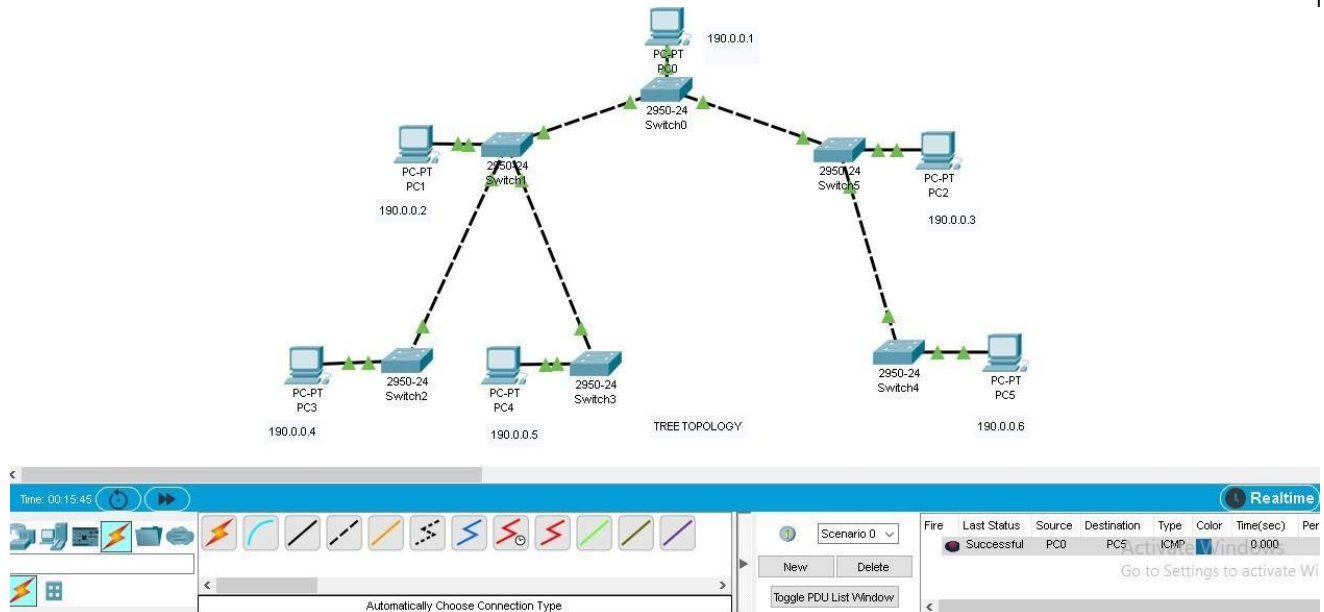 190.0.0.1
PC-PT
PC0
2950-24
Switch0
PC-PT
PC1
190.0.0.2
2950-24
Switch1
2950-24
Switch5
PC-PT
PC2
190.0.0.3
PC-PT
PC3
190.0.0.4
2950-24
Switch2
PC-PT
PC4
190.0.0.5
2950-24
Switch3
TREE TOPOLOGY
2950-24
Switch4
PC-PT
PC5
190.0.0.6
Time: 00:15:45
Realtime
Scenario 0
New
Delete
Toggle PDU List Window
Automatically Choose Connection Type
Fire Last Status Source Destination Type Color Time(sec) Per
Successful PC0 PC5 ICMP 0.000
Activate Windows
Go to Settings to activate Wi